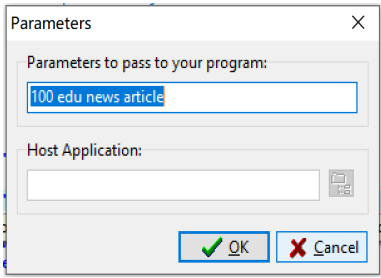 Parameters
Parameters to pass to your program:
100 edu news article
Host Application:
OK
Cancel